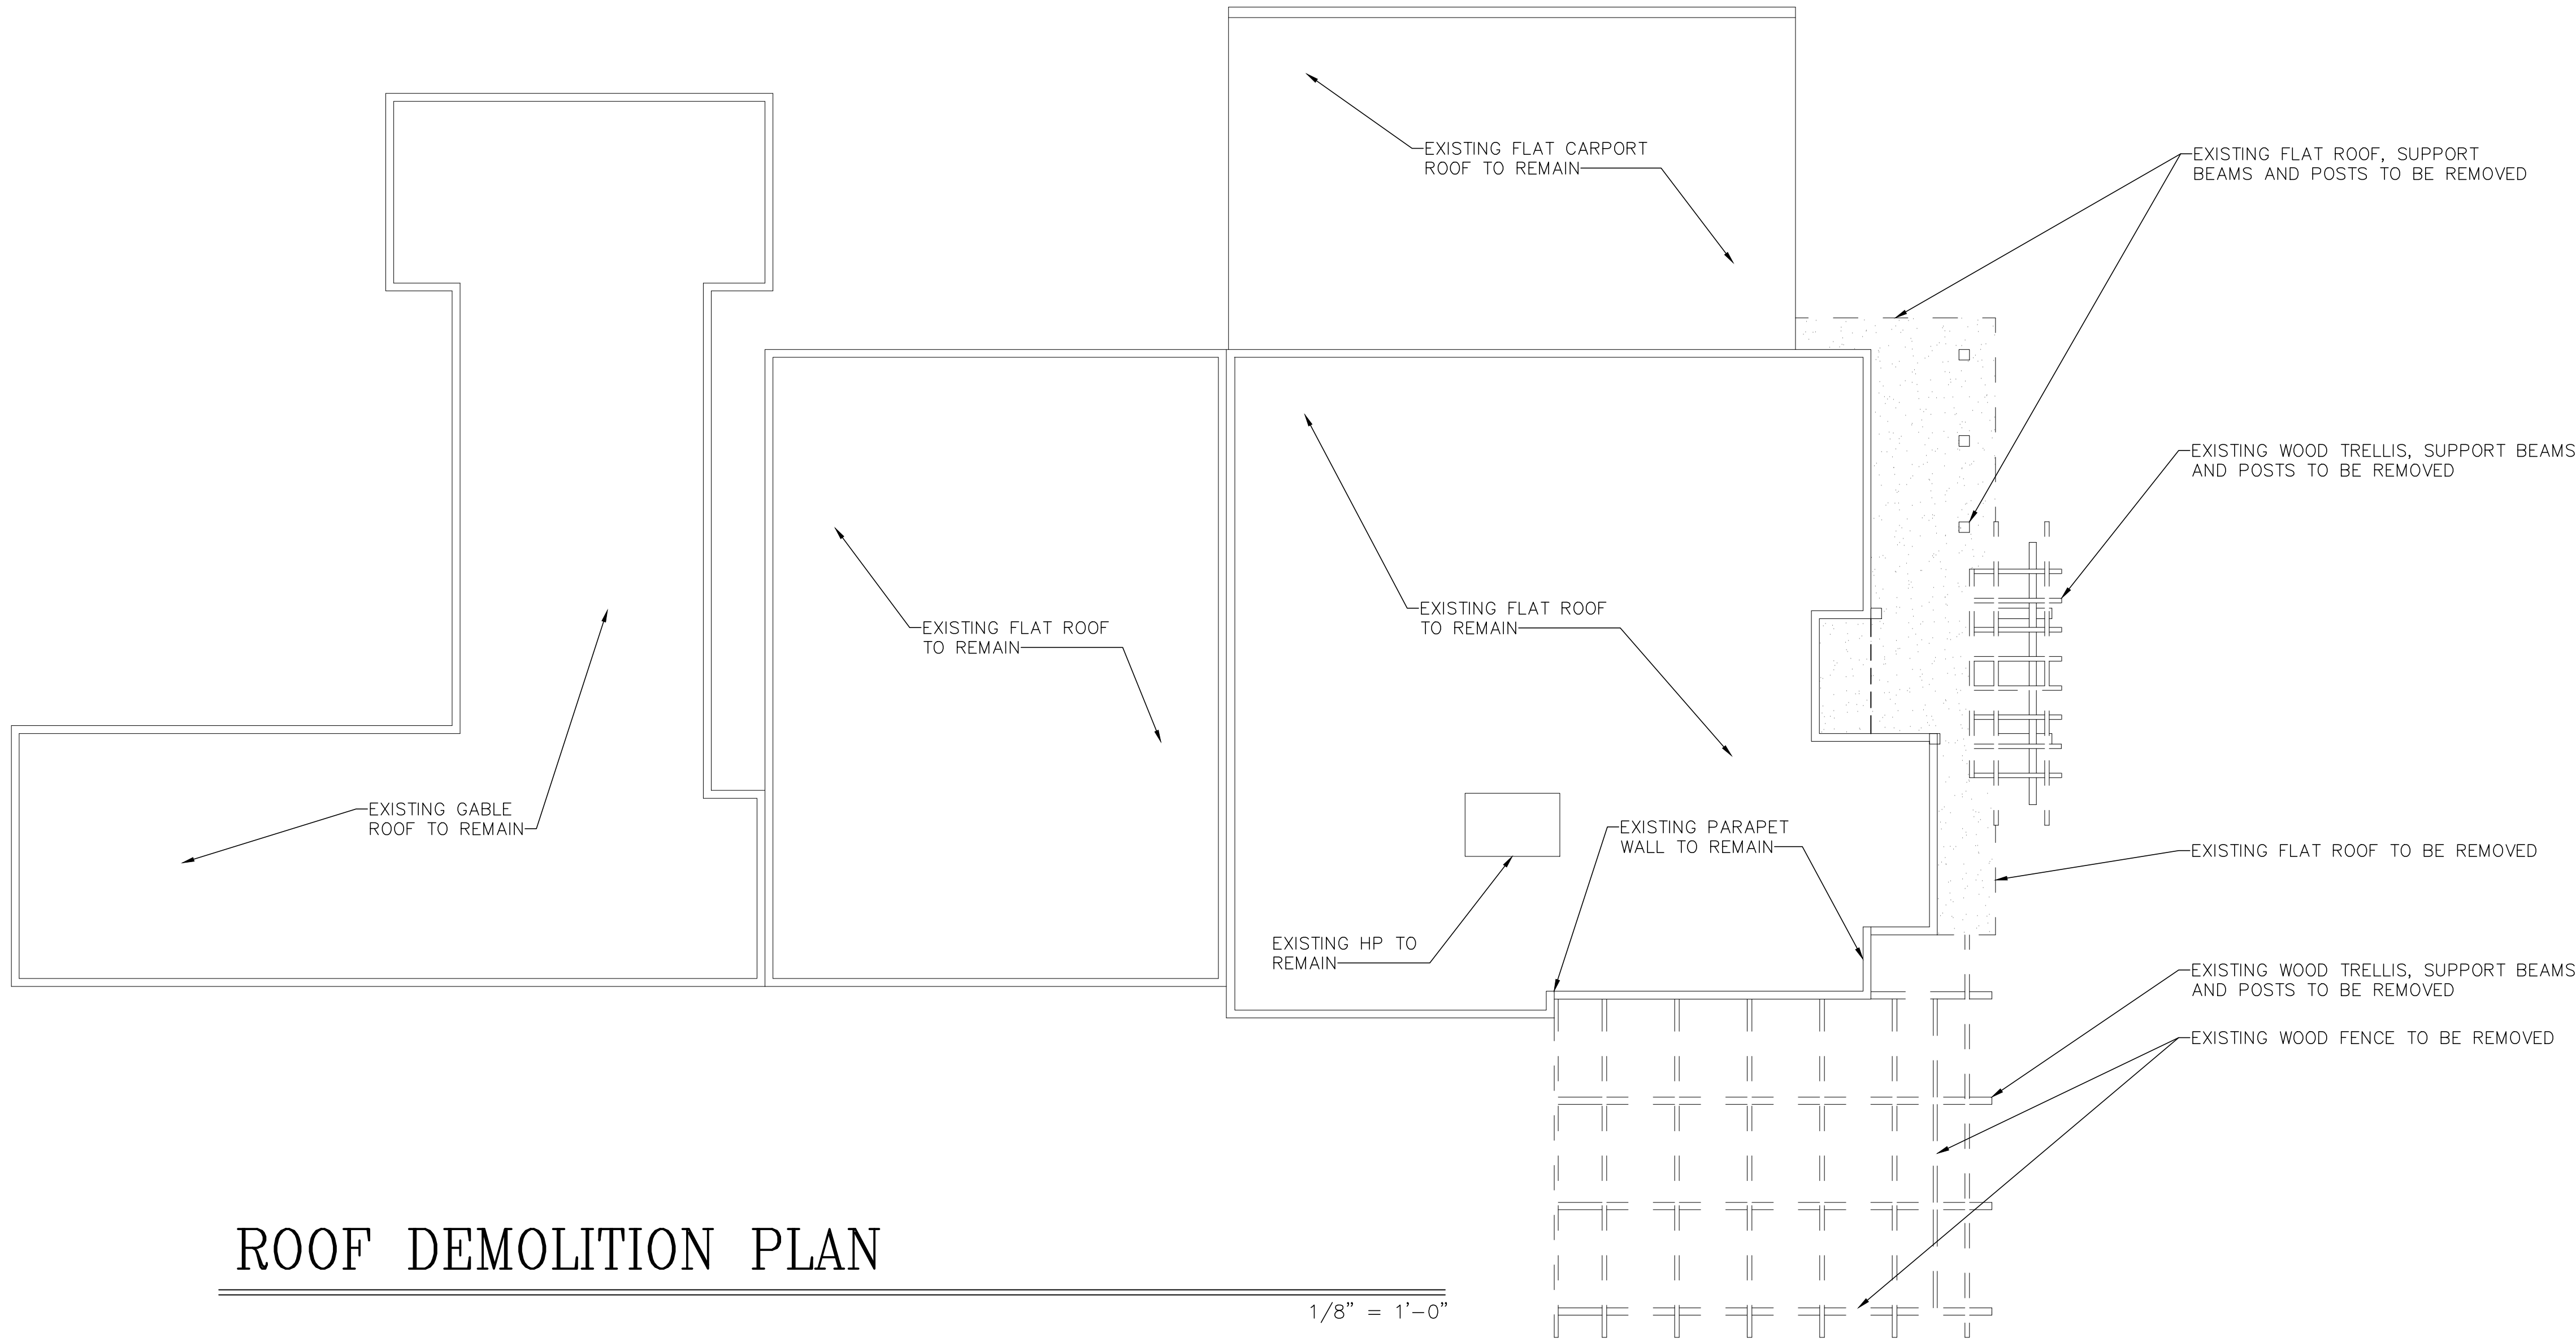 EXISTING FLAT CARPORT
ROOF TO REMAIN
EXISTING FLAT ROOF, SUPPORT
BEAMS AND POSTS TO BE REMOVED
EXISTING WOOD TRELLIS, SUPPORT BEAMS
AND POSTS TO BE REMOVED
EXISTING FLAT ROOF
TO REMAIN
EXISTING FLAT ROOF
TO REMAIN
EXISTING GABLE
ROOF TO REMAIN
EXISTING PARAPET
WALL TO REMAIN
EXISTING FLAT ROOF TO BE REMOVED
EXISTING HP TO
REMAIN
EXISTING WOOD TRELLIS, SUPPORT BEAMS
AND POSTS TO BE REMOVED
EXISTING WOOD FENCE TO BE REMOVED
ROOF DEMOLITION PLAN
1/8" = 1'-0"